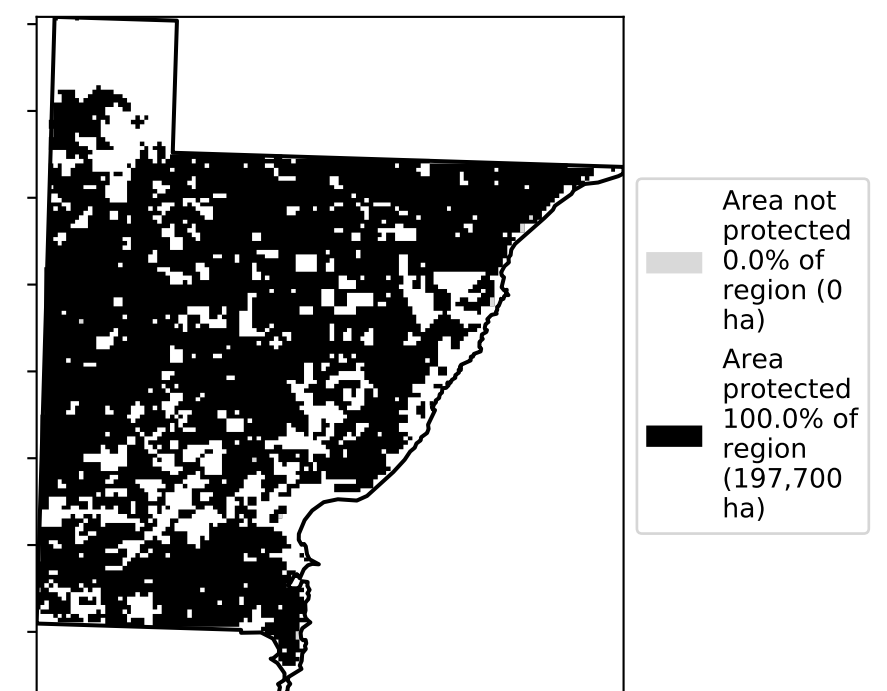 Area not
protected
0.0% of
region (0
ha)
Area
protected
100.0% of
region
(197,700
ha)